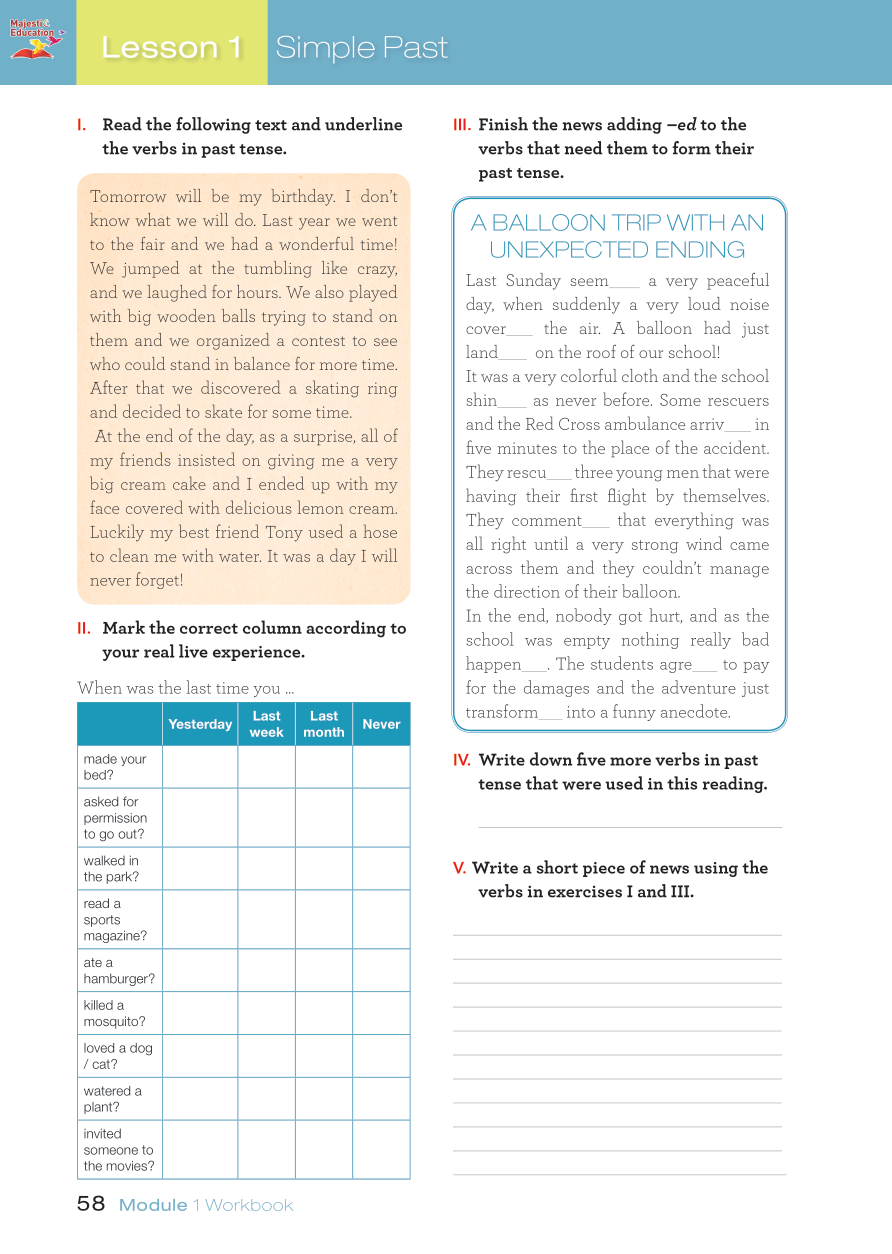 Majestic
Education
Lesson 1
Simple Past
I. Read the following text and underline
the verbs in past tense.
Tomorrow will be my birthday. I don’t
know what we will do. Last year we went
to the fair and we had a wonderful time!
We jumped at the tumbling like crazy,
and we laughed for hours. We also played
with big wooden balls trying to stand on
them and we organized a contest to see
who could stand in balance for more time.
After that we discovered a skating ring
and decided to skate for some time.
At the end of the day, as a surprise, all of
my friends insisted on giving me a very
big cream cake and I ended up with my
face covered with delicious lemon cream.
Luckily my best friend Tony used a hose
to clean me with water. It was a day I will
never forget!
II. Mark the correct column according to
your real live experience.
When was the last time you ...
Yesterday Last week Last month Never
made your
bed?
asked for
permission
to go out?
walked in
the park?
read a
sports
magazine?
ate a
hamburger?
killed a
mosquito?
loved a dog
/ cat?
watered a
plant?
invited
someone to
the movies?
III. Finish the news adding –ed to the
verbs that need them to form their
past tense.
A BALLOON TRIP WITH AN
UNEXPECTED ENDING
Last Sunday seem___ a very peaceful
day, when suddenly a very loud noise
cover___ the air. A balloon had just
land___ on the roof of our school!
It was a very colorful cloth and the school
shin___ as never before. Some rescuers
and the Red Cross ambulance arriv___ in
five minutes to the place of the accident.
They rescu___ three young men that were
having their first flight by themselves.
They comment___ that everything was
all right until a very strong wind came
across them and they couldn’t manage
the direction of their balloon.
In the end, nobody got hurt, and as the
school was empty nothing really bad
happen___. The students agre___ to pay
for the damages and the adventure just
transform___ into a funny anecdote.
IV. Write down five more verbs in past
tense that were used in this reading.
V. Write a short piece of news using the
verbs in exercises I and III.
58 Module 1 Workbook